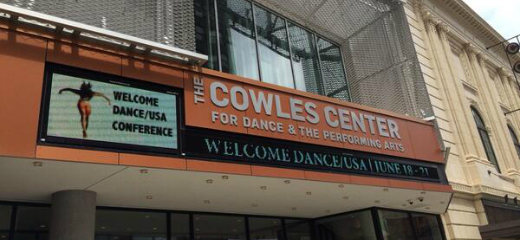 WELCOME
DANCE/USA
CONFERENCE
THE COWLES CENTER
FOR DANCE & THE PERFORMING ARTS
WELCOME DANCE/USA | JUNE 18 - 21